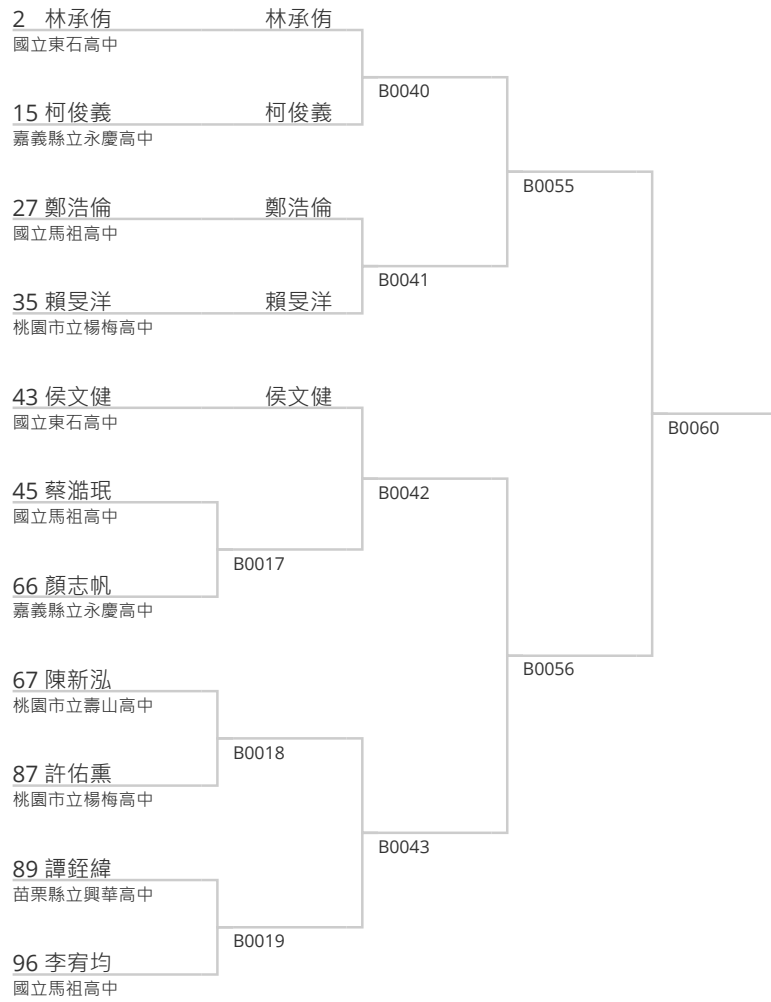 2 林承侑 林承侑
國立東石高中
B0040
15 柯俊義 柯俊義
嘉義縣立永慶高中
B0055
27 鄭浩倫 鄭浩倫
國立馬祖高中
B0041
35 賴旻洋 賴旻洋
桃園市立楊梅高中
43 侯文健 侯文健
國立東石高中
B0060
45 蔡澔珉
國立馬祖高中
B0042
B0017
66 顏志帆
嘉義縣立永慶高中
B0056
67 陳新泓
桃園市立壽山高中
B0018
87 許佑熏
桃園市立楊梅高中
B0043
89 譚銍緯
苗栗縣立興華高中
B0019
96 李宥均
國立馬祖高中